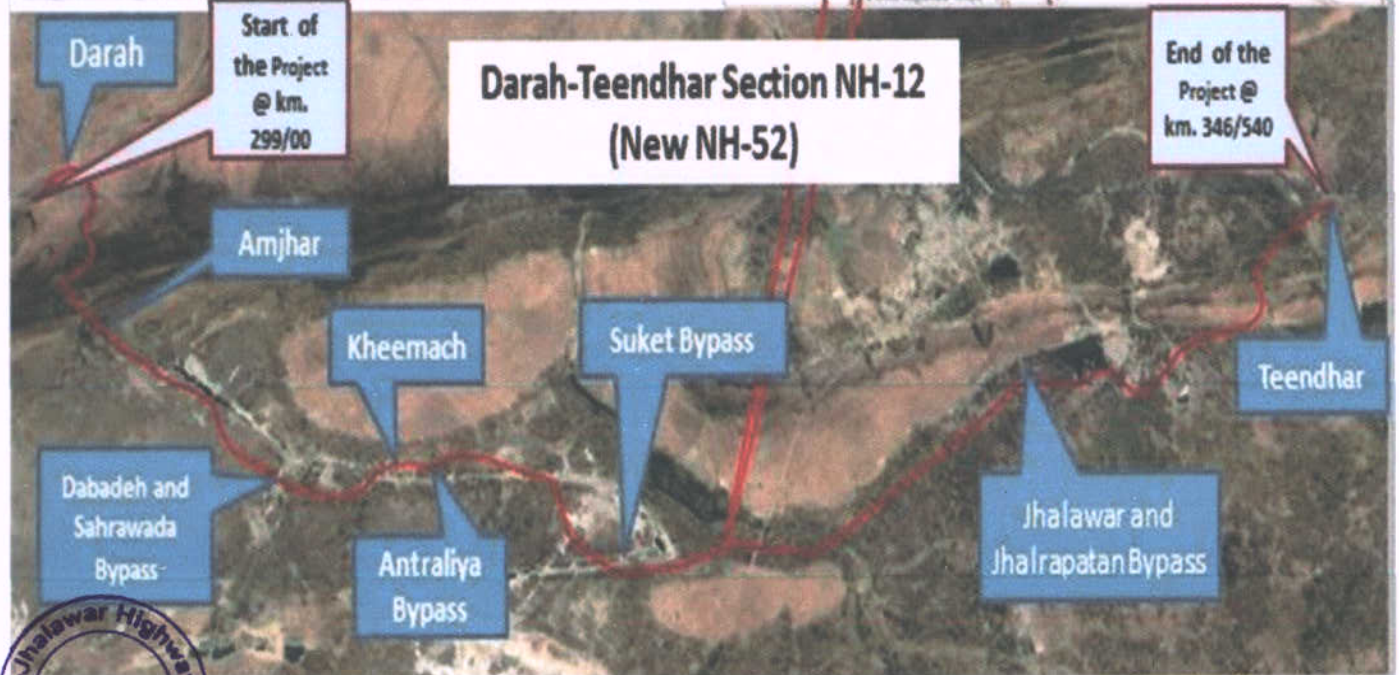 Darah
Start of
the Project
@ km.
299/00
Darah-Teendhar Section NH-12
(New NH-52)
End of the
Project @
km. 346/540
Amjhar
Kheemach
Suket Bypass
Teendhar
Dabadeh and
Sahrawada
Bypass
Antraliya
Bypass
Jhalawar and
Jhalrapatan Bypass
Jhalawar Highway